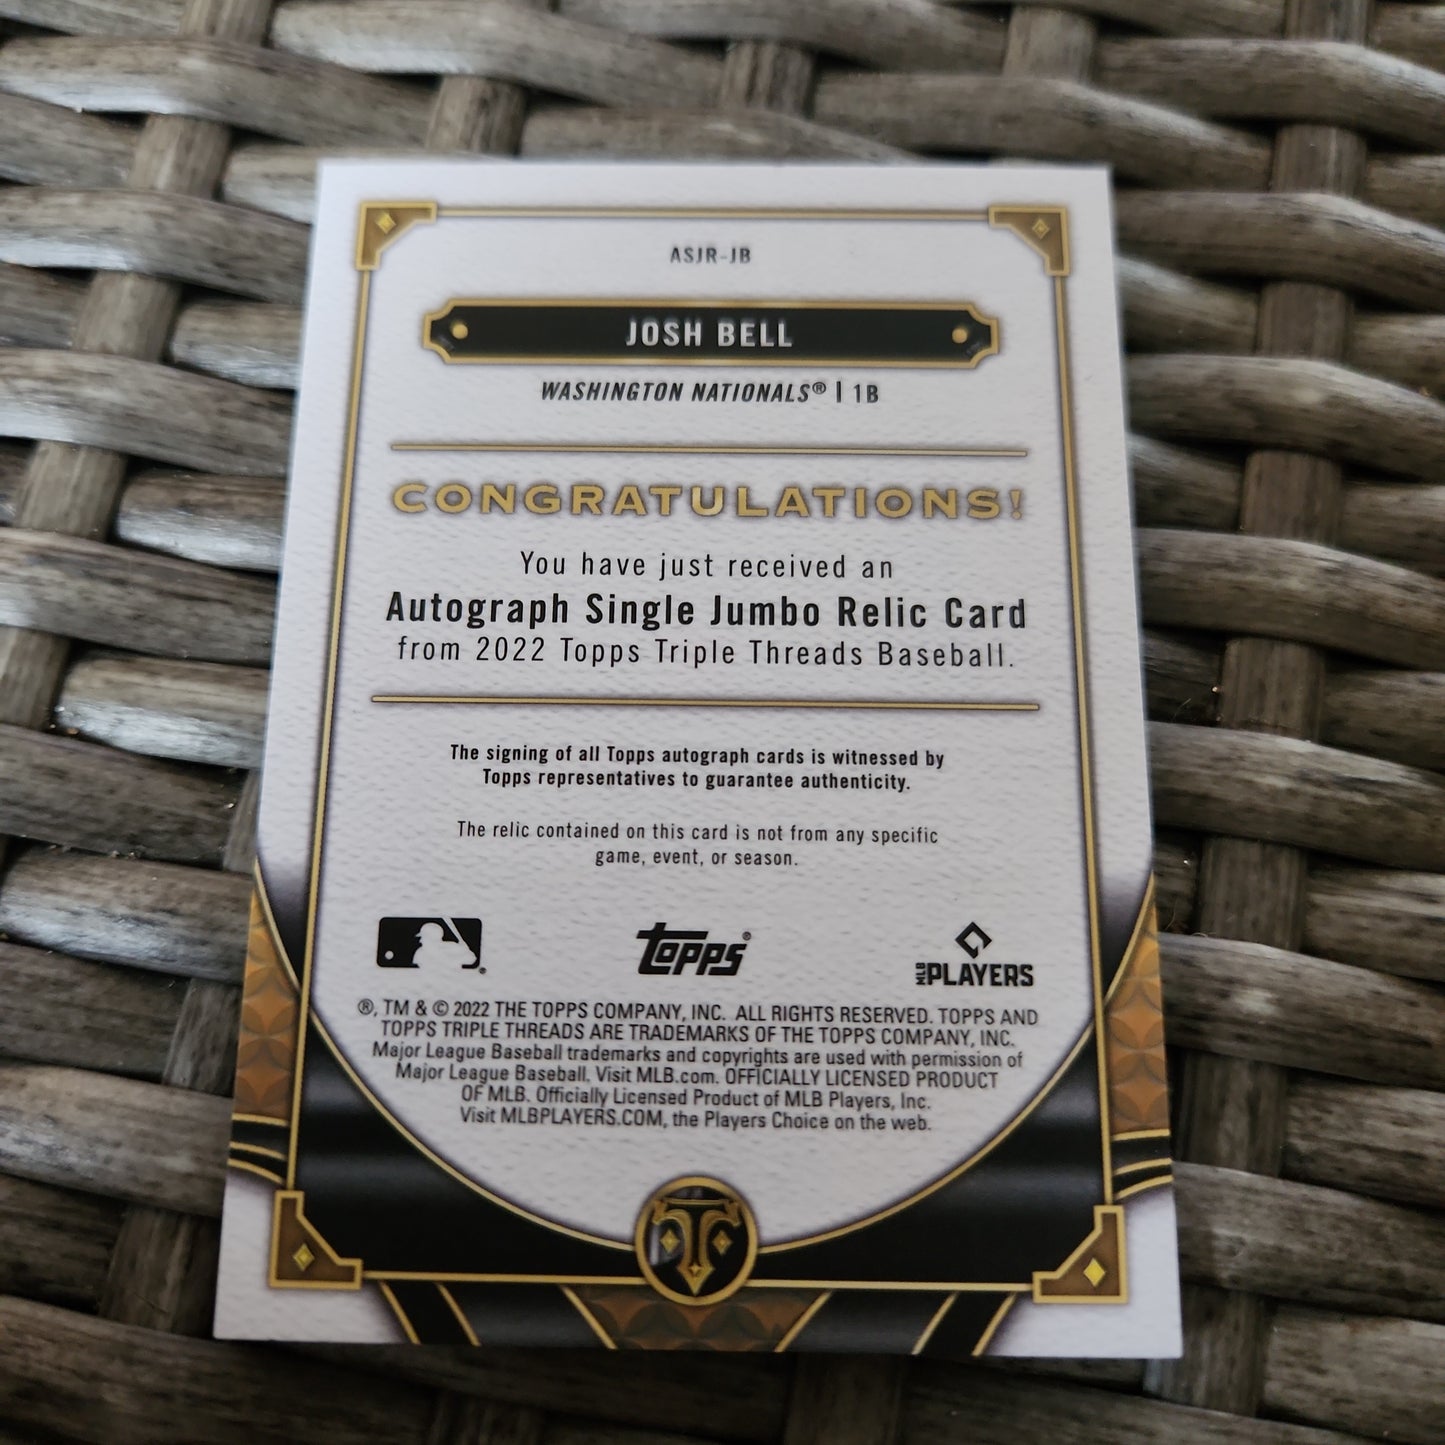 ASJR-JB
JOSH BELL
WASHINGTON NATIONALS® | 1B
CONGRATULATIONS!
You have just received an
Autograph Single Jumbo Relic Card
from 2022 Topps Triple Threads Baseball.
The signing of all Topps autograph cards is witnessed by
Topps representatives to guarantee authenticity.
The relic contained on this card is not from any specific
game, event, or season.
Topps® MLB PLAYERS
®, TM & © 2022 THE TOPPS COMPANY, INC. ALL RIGHTS RESERVED. TOPPS AND
TOPPS TRIPLE THREADS ARE TRADEMARKS OF THE TOPPS COMPANY, INC.
Major League Baseball trademarks and copyrights are used with permission of
Major League Baseball. Visit MLB.com. OFFICIALLY LICENSED PRODUCT
OF MLB. Officially Licensed Product of MLB Players, Inc.
Visit MLBPLAYERS.COM, the Players Choice on the web.